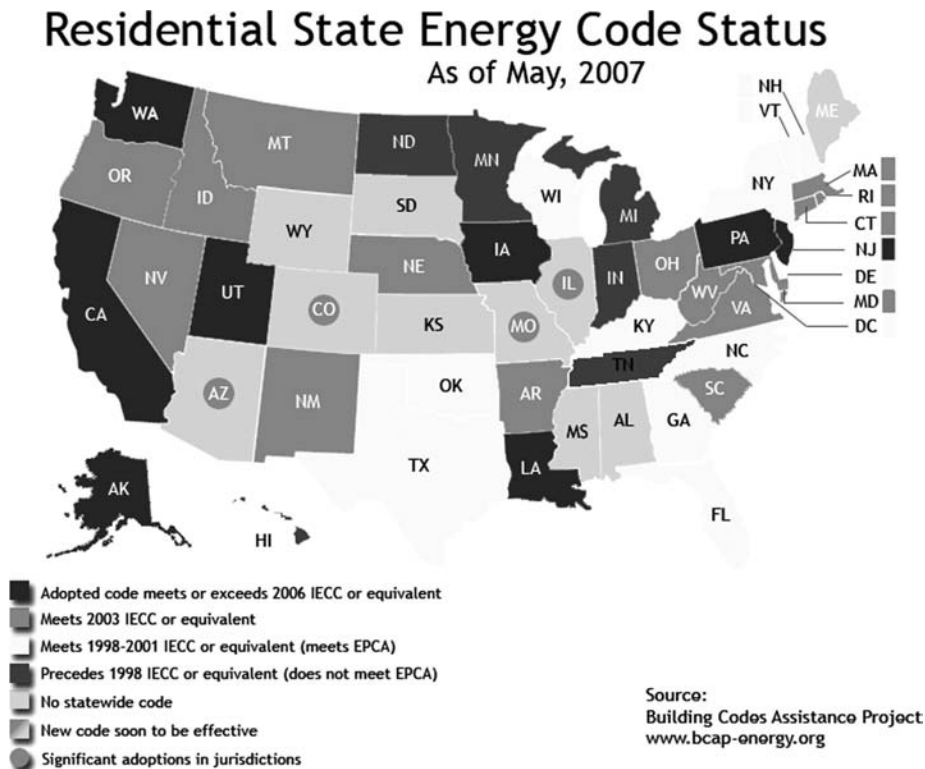 Residential State Energy Code Status
As of May, 2007
NH
VT
ME
WA
MT
ND
MN
OR
ID
WI
NY
MA
SD
MI
RI
WY
CT
IA
PA
NJ
NE
OH
NV
IN
DE
UT
IL
WV
MD
CA
CO
VA
KS
MO
KY
DC
NC
TN
AZ
OK
NM
AR
SC
MS
AL
GA
TX
LA
AK
FL
HI
Adopted code meets or exceeds 2006 IECC or equivalent
Meets 2003 IECC or equivalent
Meets 1998-2001 IECC or equivalent (meets EPCA)
Precedes 1998 IECC or equivalent (does not meet EPCA)
No statewide code
New code soon to be effective
Significant adoptions in jurisdictions
Source:
Building Codes Assistance Project
www.bcap-energy.org